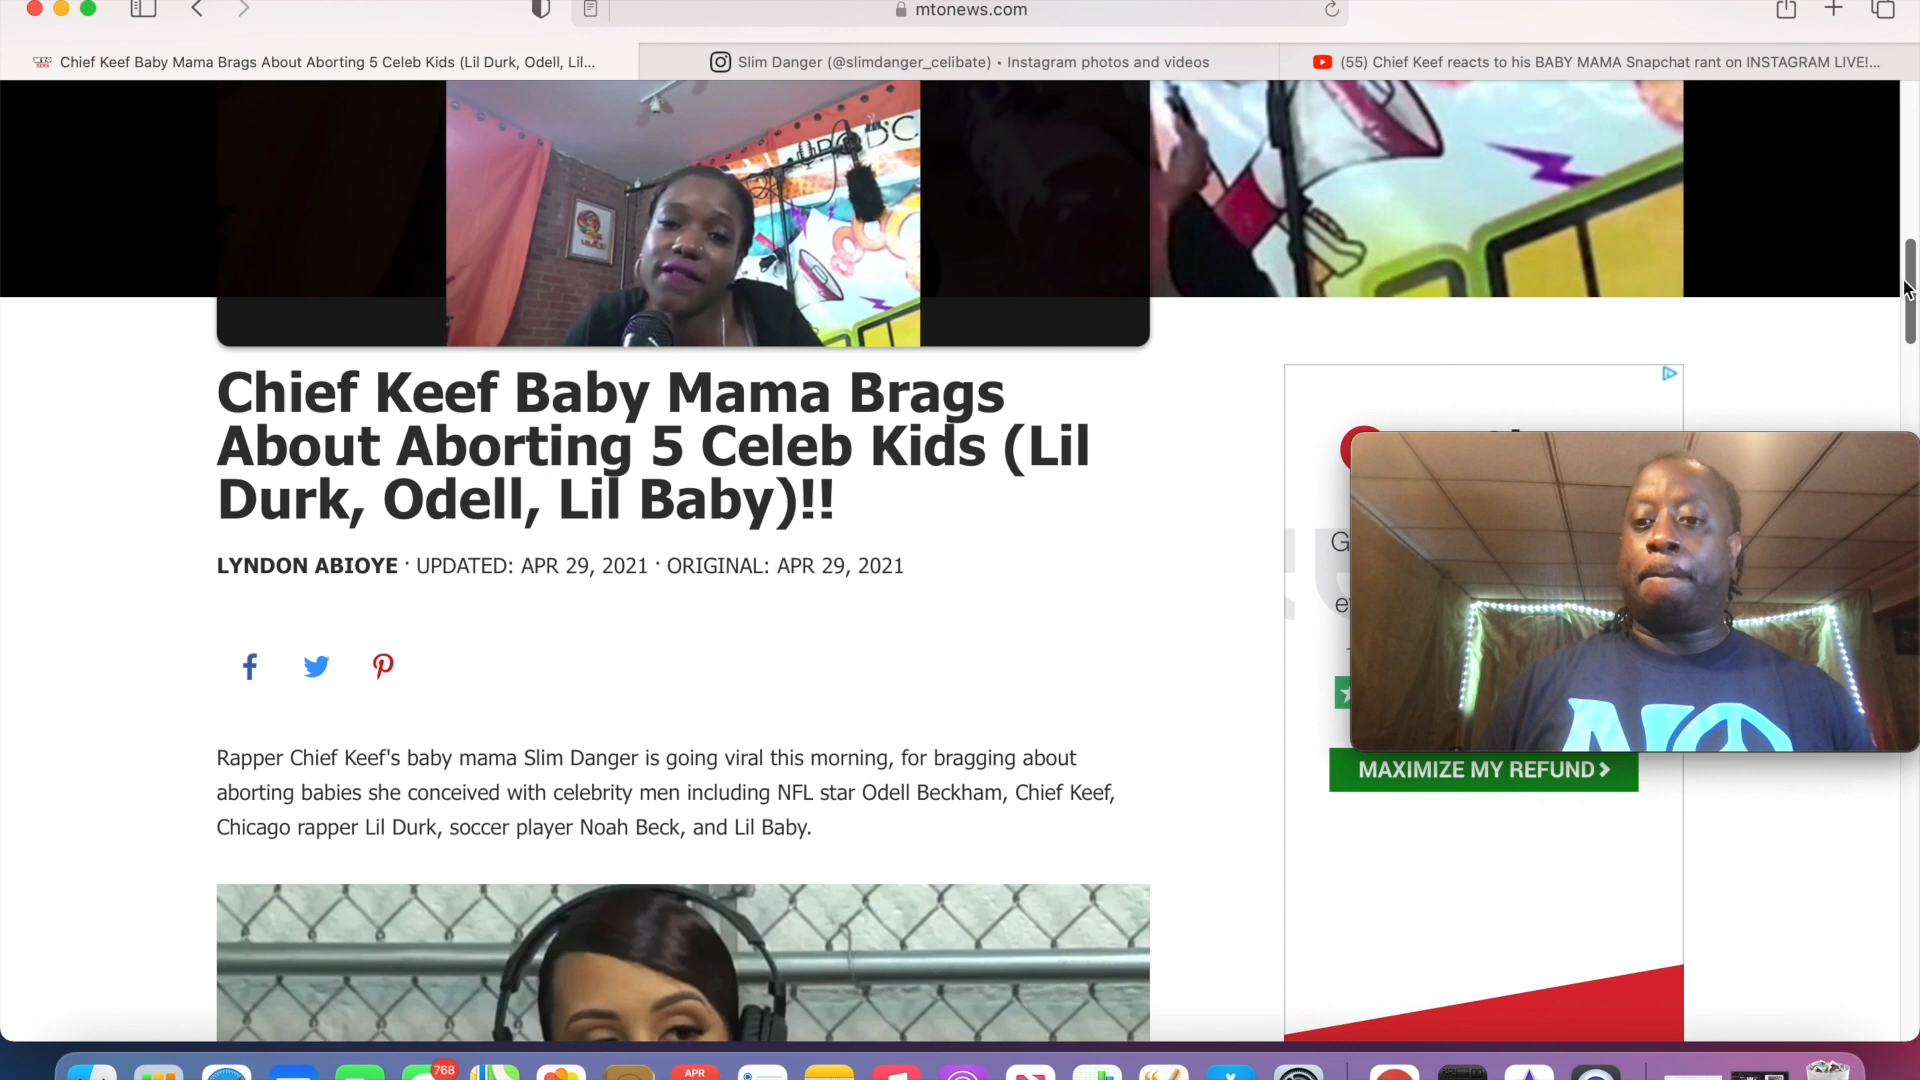 mtonews.com
Chief Keef Baby Mama Brags About Aborting 5 Celeb Kids (Lil Durk, Odell, Lil...
Slim Danger (@slimdanger_celibate) • Instagram photos and videos
(55) Chief Keef reacts to his BABY MAMA Snapchat rant on INSTAGRAM LIVE!...
Chief Keef Baby Mama Brags
About Aborting 5 Celeb Kids (Lil
Durk, Odell, Lil Baby)!!
LYNDON ABIOYE · UPDATED: APR 29, 2021 · ORIGINAL: APR 29, 2021
Rapper Chief Keef's baby mama Slim Danger is going viral this morning, for bragging about
aborting babies she conceived with celebrity men including NFL star Odell Beckham, Chief Keef,
Chicago rapper Lil Durk, soccer player Noah Beck, and Lil Baby.
MAXIMIZE MY REFUND
768
APR